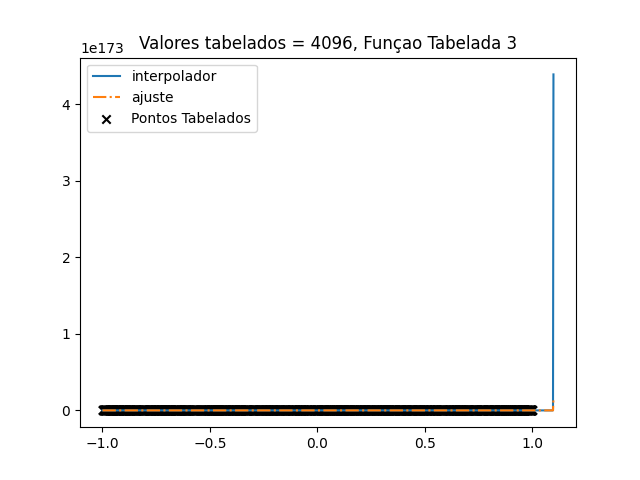 Valores tabelados = 4096, Funçao Tabelada 3
1e173
interpolador
ajuste
Pontos Tabelados
4
3
2
1
0
−1.0 −0.5 0.0 0.5 1.0